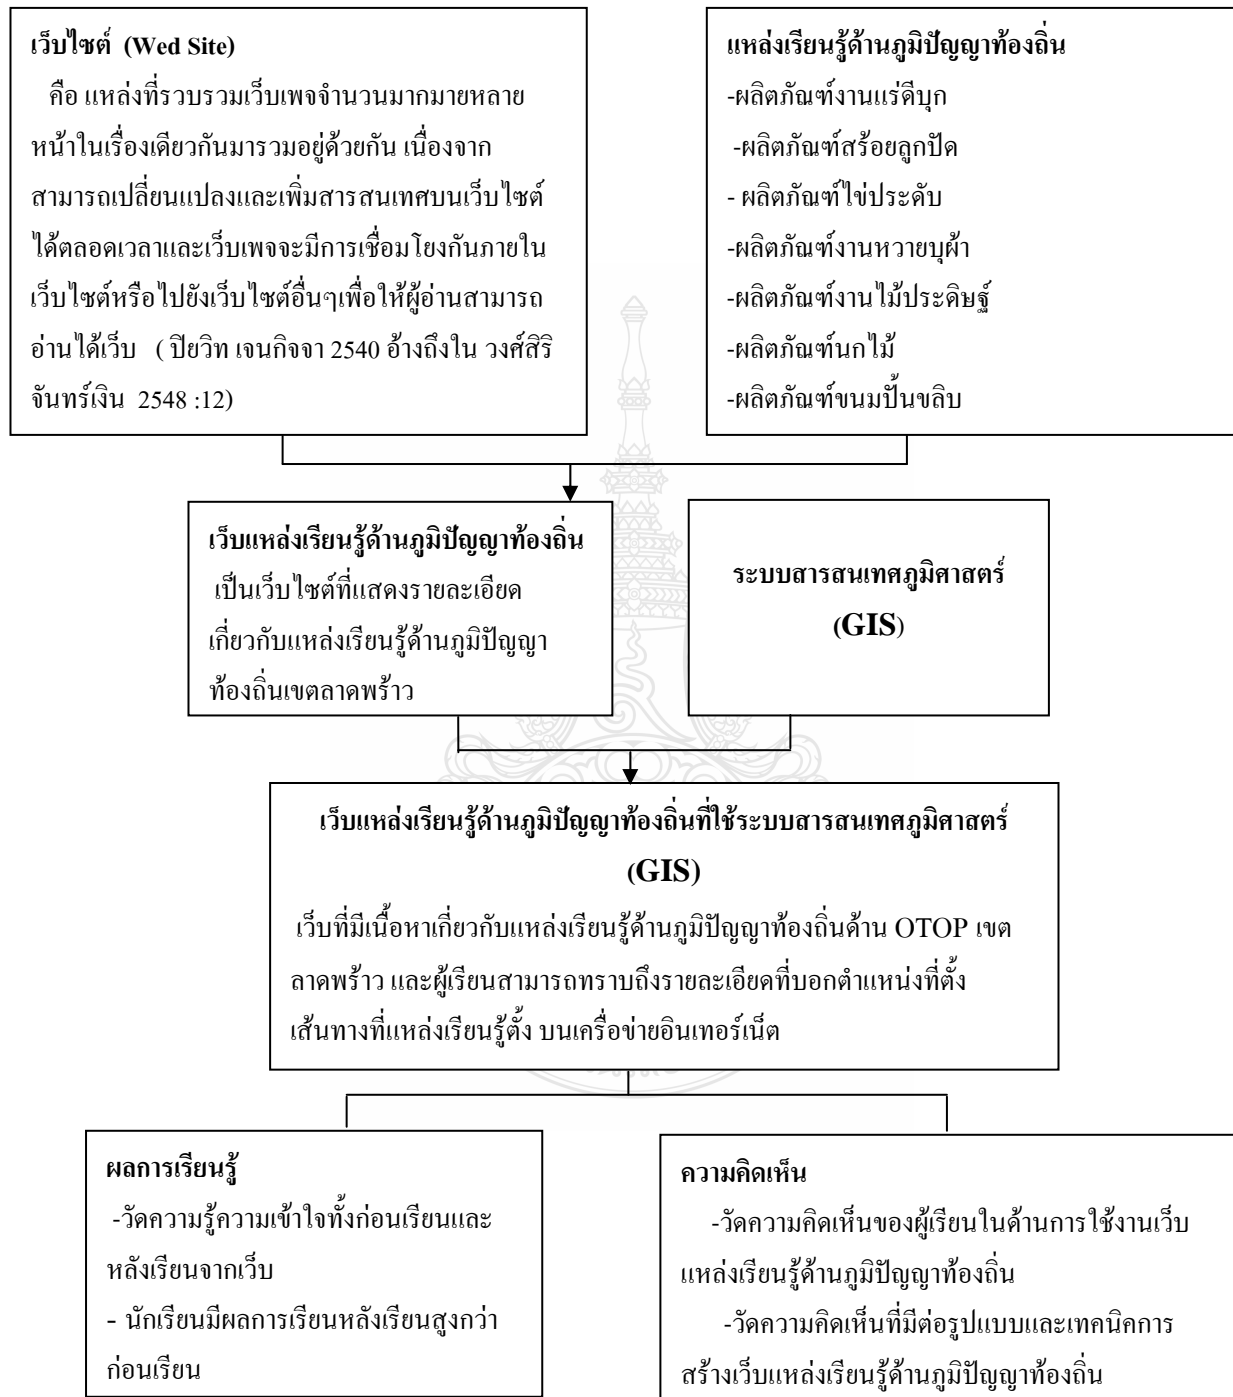 เว็บไซต์ (Wed Site)
คือ แหล่งที่รวบรวมเว็บเพจจำนวนมากมายหลาย
หน้าในเรื่องเดียวกันมารวมอยู่ด้วยกัน เนื่องจาก
สามารถเปลี่ยนแปลงและเพิ่มสารสนเทศบนเว็บไซต์
ได้ตลอดเวลาและเว็บเพจจะมีการเชื่อมโยงกันภายใน
เว็บไซต์หรือไปยังเว็บไซต์อื่นๆเพื่อให้ผู้อ่านสามารถ
อ่านได้เว็บ ( ปิยวิท เจนกิจจา 2540 อ้างถึงใน วงศ์สิริ
จันทร์เงิน 2548 :12)
แหล่งเรียนรู้ด้านภูมิปัญญาท้องถิ่น
-ผลิตภัณฑ์งานแร่ดีบุก
-ผลิตภัณฑ์สร้อยลูกปัด
- ผลิตภัณฑ์ไข่ประดับ
-ผลิตภัณฑ์งานหวายบุผ้า
-ผลิตภัณฑ์งานไม้ประดิษฐ์
-ผลิตภัณฑ์นกไม้
-ผลิตภัณฑ์ขนมปั้นขลิบ
เว็บแหล่งเรียนรู้ด้านภูมิปัญญาท้องถิ่น
เป็นเว็บไซต์ที่แสดงรายละเอียด
เกี่ยวกับแหล่งเรียนรู้ด้านภูมิปัญญา
ท้องถิ่นเขตลาดพร้าว
ระบบสารสนเทศภูมิศาสตร์
(GIS)
เว็บแหล่งเรียนรู้ด้านภูมิปัญญาท้องถิ่นที่ใช้ระบบสารสนเทศภูมิศาสตร์
(GIS)
เว็บที่มีเนื้อหาเกี่ยวกับแหล่งเรียนรู้ด้านภูมิปัญญาท้องถิ่นด้าน OTOP เขต
ลาดพร้าว และผู้เรียนสามารถทราบถึงรายละเอียดที่บอกตำแหน่งที่ตั้ง
เส้นทางที่แหล่งเรียนรู้ตั้ง บนเครื่อข่ายอินเทอร์เน็ต
ผลการเรียนรู้
-วัดความรู้ความเข้าใจทั้งก่อนเรียนและ
หลังเรียนจากเว็บ
- นักเรียนมีผลการเรียนหลังเรียนสูงกว่า
ก่อนเรียน
ความคิดเห็น
-วัดความคิดเห็นของผู้เรียนในด้านการใช้งานเว็บ
แหล่งเรียนรู้ด้านภูมิปัญญาท้องถิ่น
-วัดความคิดเห็นที่มีต่อรูปแบบและเทคนิคการ
สร้างเว็บแหล่งเรียนรู้ด้านภูมิปัญญาท้องถิ่น